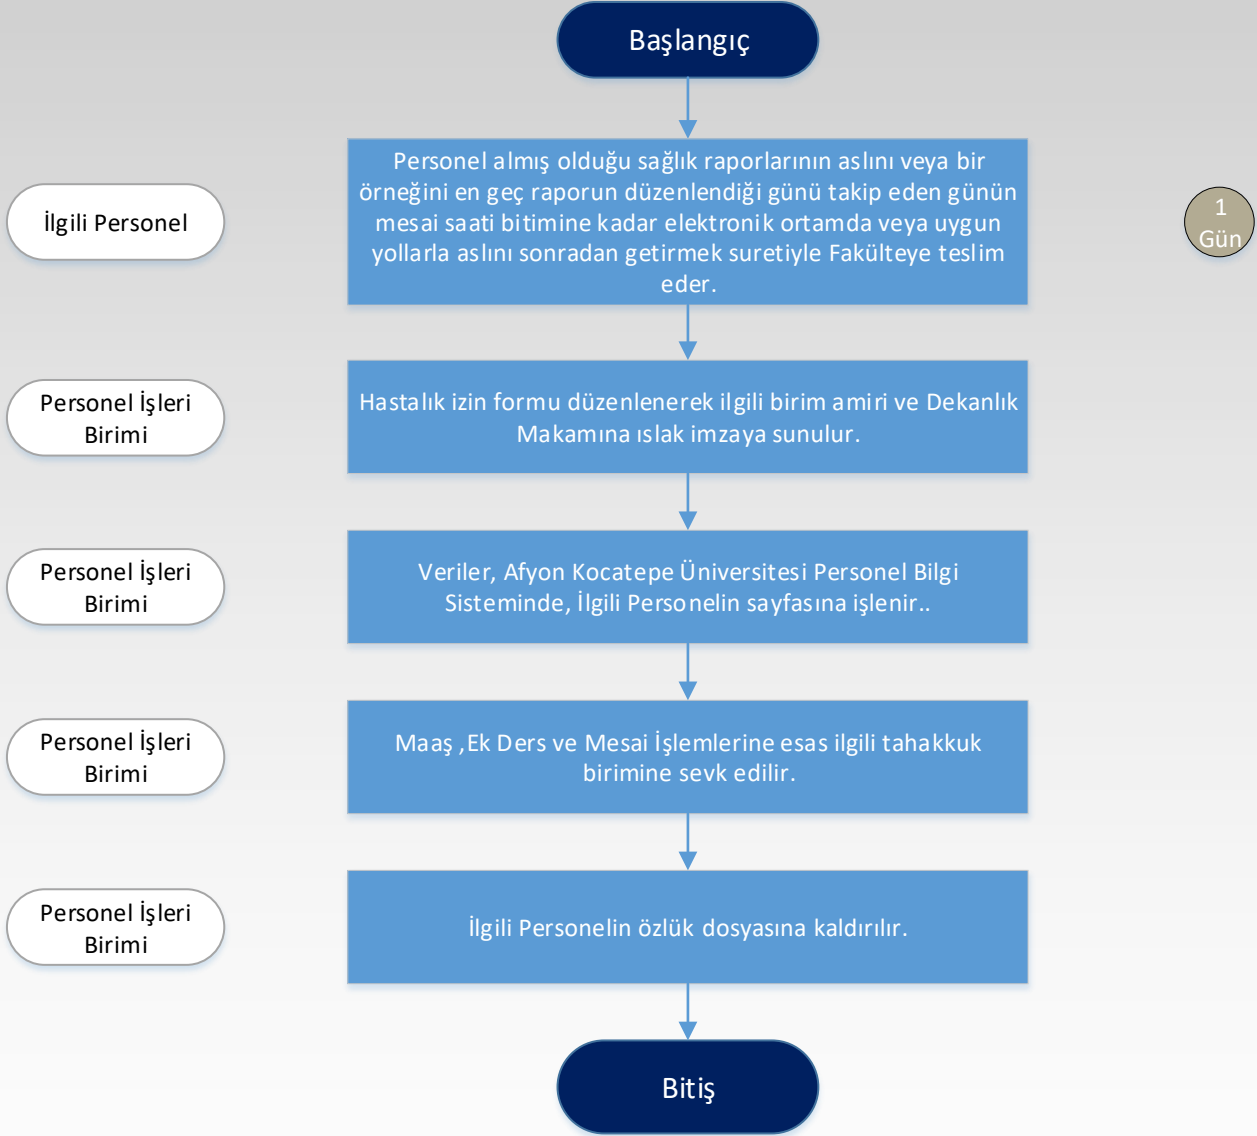 Başlangıç
Personel almış olduğu sağlık raporlarının aslını veya bir
örneğini en geç raporun düzenlendiği günü takip eden günün
mesai saati bitimine kadar elektronik ortamda veya uygun
yollarla aslını sonradan getirmek suretiyle Fakülteye teslim
eder.
İlgili Personel
1
Gün
Personel İşleri
Birimi
Hastalık izin formu düzenlenerek ilgili birim amiri ve Dekanlık
Makamına ıslak imzaya sunulur.
Personel İşleri
Birimi
Veriler, Afyon Kocatepe Üniversitesi Personel Bilgi
Sisteminde, İlgili Personelin sayfasına işlenir..
Personel İşleri
Birimi
Maaş ,Ek Ders ve Mesai İşlemlerine esas ilgili tahakkuk
birimine sevk edilir.
Personel İşleri
Birimi
İlgili Personelin özlük dosyasına kaldırılır.
Bitiş